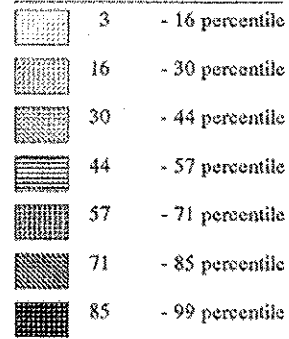 3 - 16 percentile
16 - 30 percentile
30 - 44 percentile
44 - 57 percentile
57 - 71 percentile
71 - 85 percentile
85 - 99 percentile